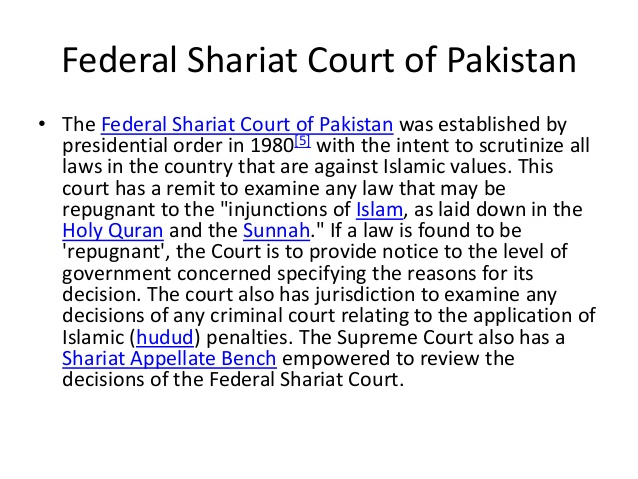 Federal Shariat Court of Pakistan
• The Federal Shariat Court of Pakistan was established by
presidential order in 1980[5] with the intent to scrutinize all
laws in the country that are against Islamic values. This
court has a remit to examine any law that may be
repugnant to the "injunctions of Islam, as laid down in the
Holy Quran and the Sunnah." If a law is found to be
'repugnant', the Court is to provide notice to the level of
government concerned specifying the reasons for its
decision. The court also has jurisdiction to examine any
decisions of any criminal court relating to the application of
Islamic (hudud) penalties. The Supreme Court also has a
Shariat Appellate Bench empowered to review the
decisions of the Federal Shariat Court.